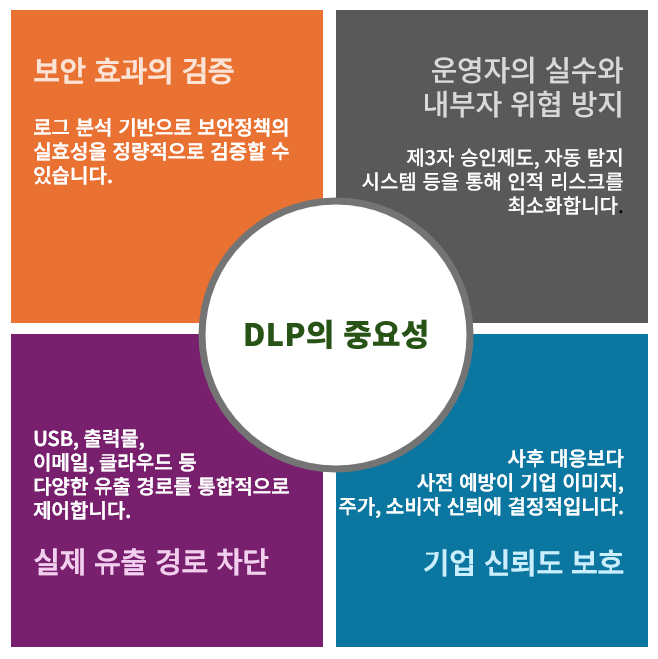 보안 효과의 검증
로그 분석 기반으로 보안정책의
실효성을 정량적으로 검증할 수
있습니다.
운영자의 실수와
내부자 위협 방지
제3자 승인제도, 자동 탐지
시스템 등을 통해 인적 리스크를
최소화합니다.
DLP의 중요성
USB, 출력물,
이메일, 클라우드 등
다양한 유출 경로를 통합적으로
제어합니다.
실제 유출 경로 차단
사후 대응보다
사전 예방이 기업 이미지,
주가, 소비자 신뢰에 결정적입니다.
기업 신뢰도 보호